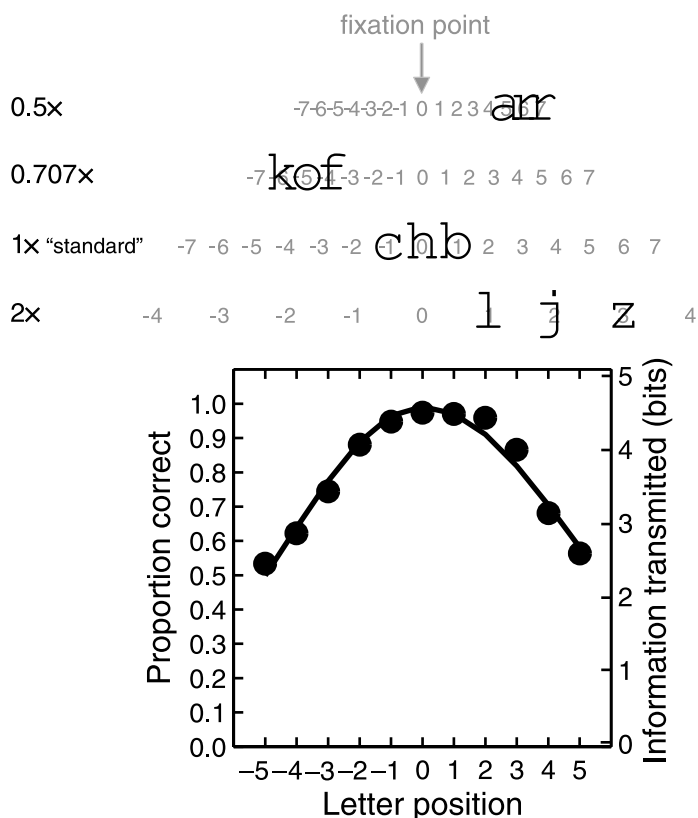 fixation point
0.5× -7 -6 -5 -4 -3 -2 -1 0 1 2 3 4 5 6 7 arr
0.707× -7 -6 -5 -4 -3 -2 -1 0 1 2 3 4 5 6 7 kof
1× "standard" -7 -6 -5 -4 -3 -2 -1 0 1 2 3 4 5 6 7 chb
2× -4 -3 -2 -1 0 1 2 3 4 l j z
Proportion correct
1.0
0.9
0.8
0.7
0.6
0.5
0.4
0.3
0.2
0.1
0.0
5
4
3
2
1
0
Information transmitted (bits)
−5 −4 −3 −2 −1 0 1 2 3 4 5
Letter position